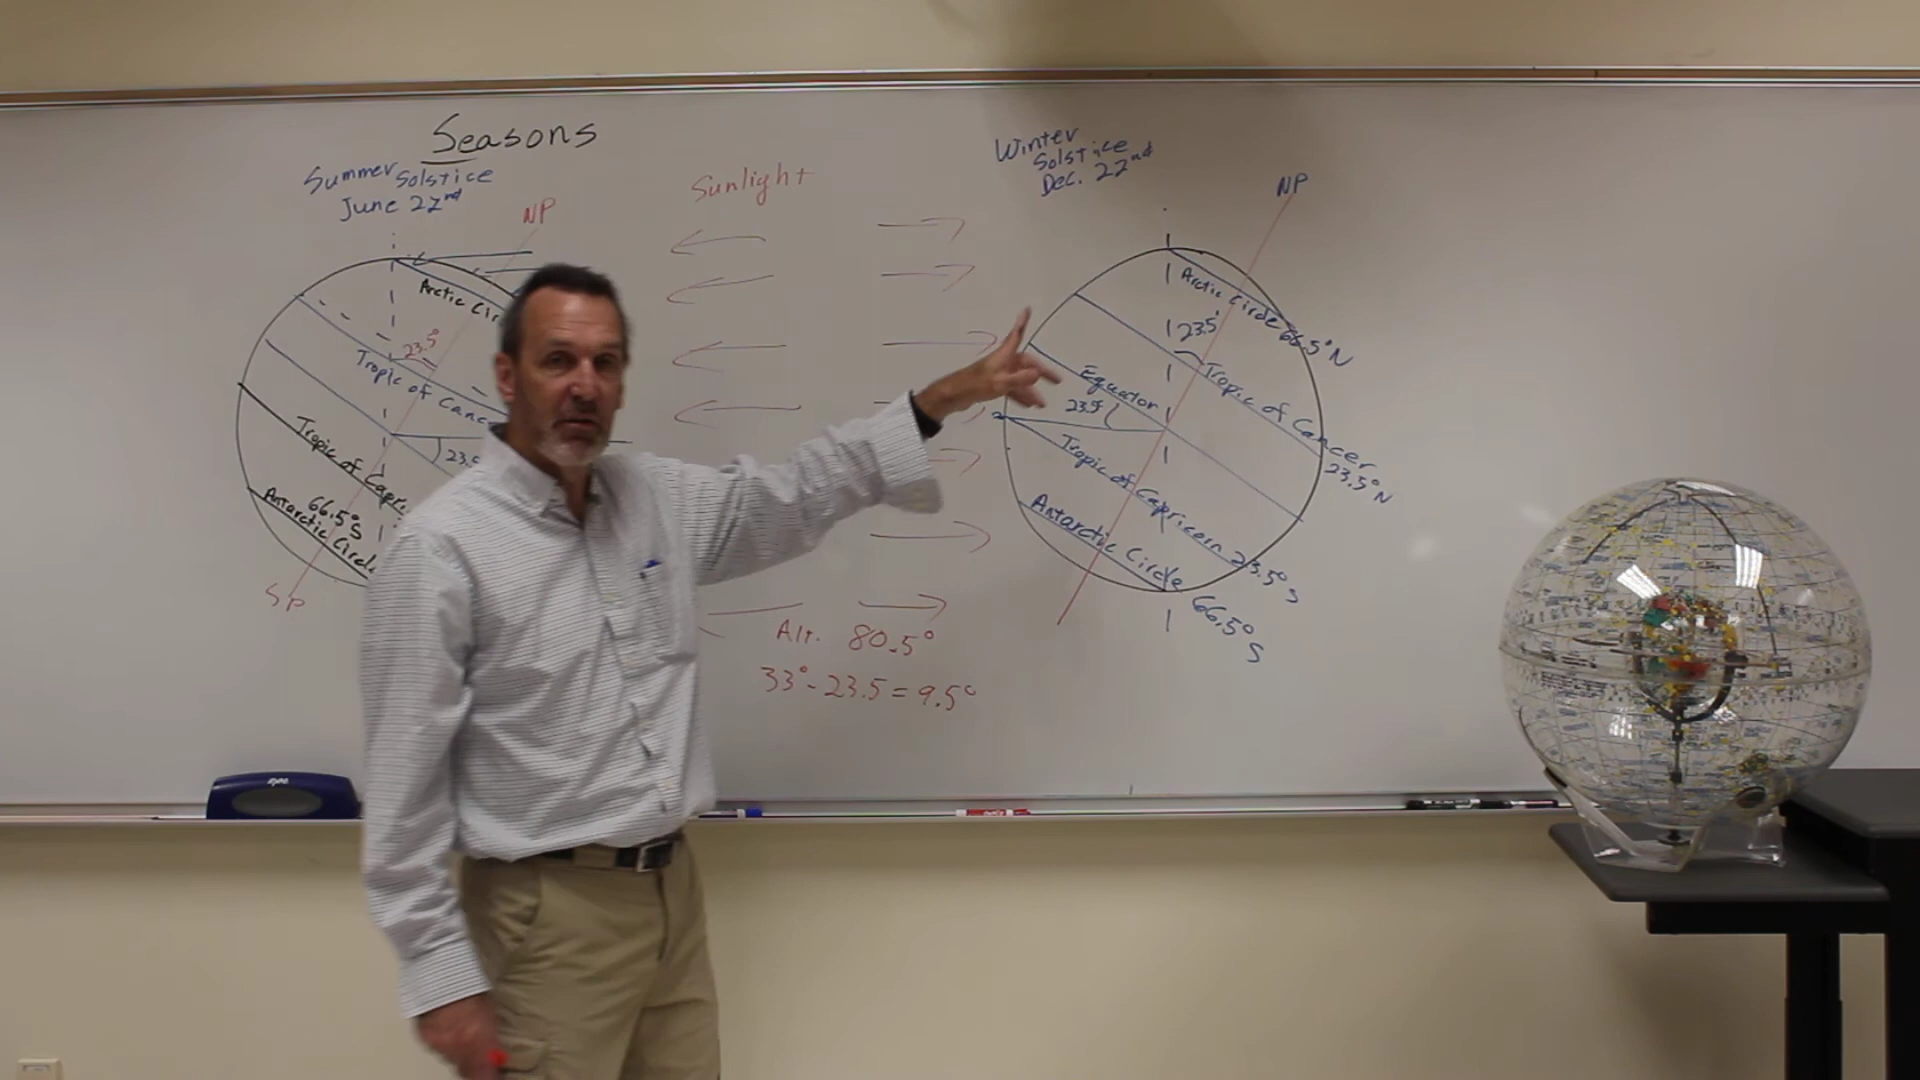 Seasons
Summer Solstice
June 22nd
NP
Arctic Cir
23.5°
Tropic of Cance
23.5
Tropic of Capri
66.5°S
Antarctic Circle
SP
Sunlight
Alt. 80.5°
33° - 23.5 = 9.5°
Winter
Solstice
Dec. 22nd
NP
Arctic Circle 66.5°N
23.5°
Tropic of Cancer
23.5°N
Equator
23.5°
Tropic of Capricorn 23.5°S
Antarctic Circle
66.5°S